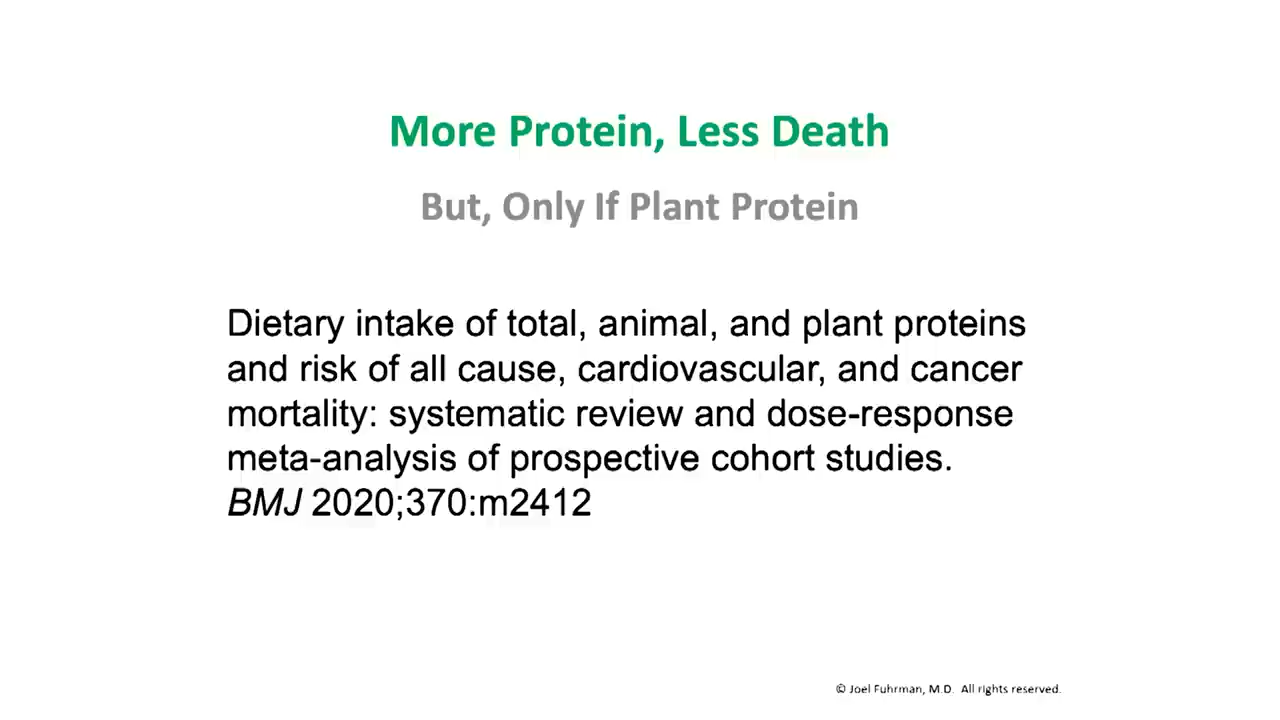 More Protein, Less Death
But, Only If Plant Protein
Dietary intake of total, animal, and plant proteins
and risk of all cause, cardiovascular, and cancer
mortality: systematic review and dose-response
meta-analysis of prospective cohort studies.
BMJ 2020;370:m2412
© Joel Fuhrman, M.D. All rights reserved.